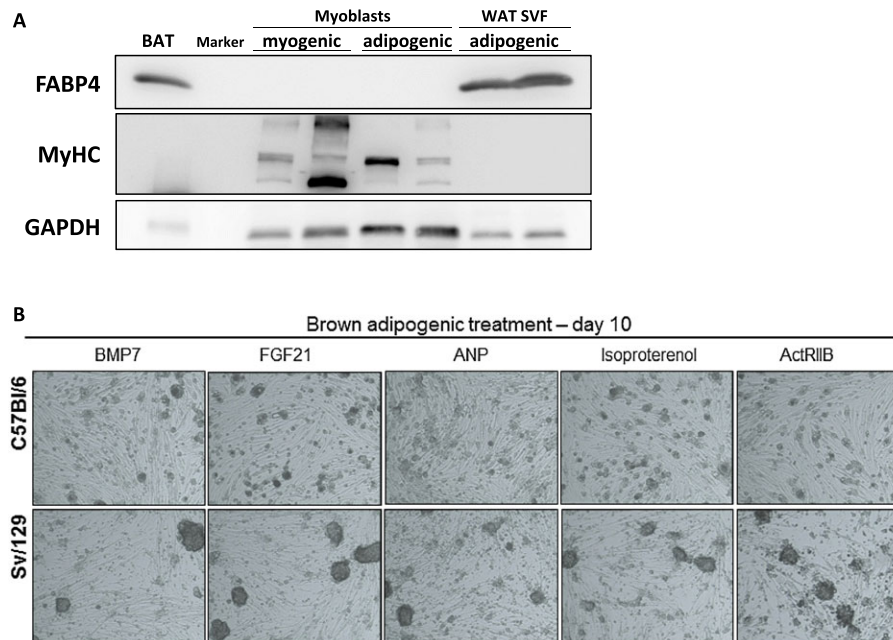 A
Myoblasts
WAT SVF
BAT
Marker
myogenic
adipogenic
adipogenic
FABP4
MyHC
GAPDH
B
Brown adipogenic treatment – day 10
BMP7
FGF21
ANP
Isoproterenol
ActRIIB
C57Bl/6
Sv/129